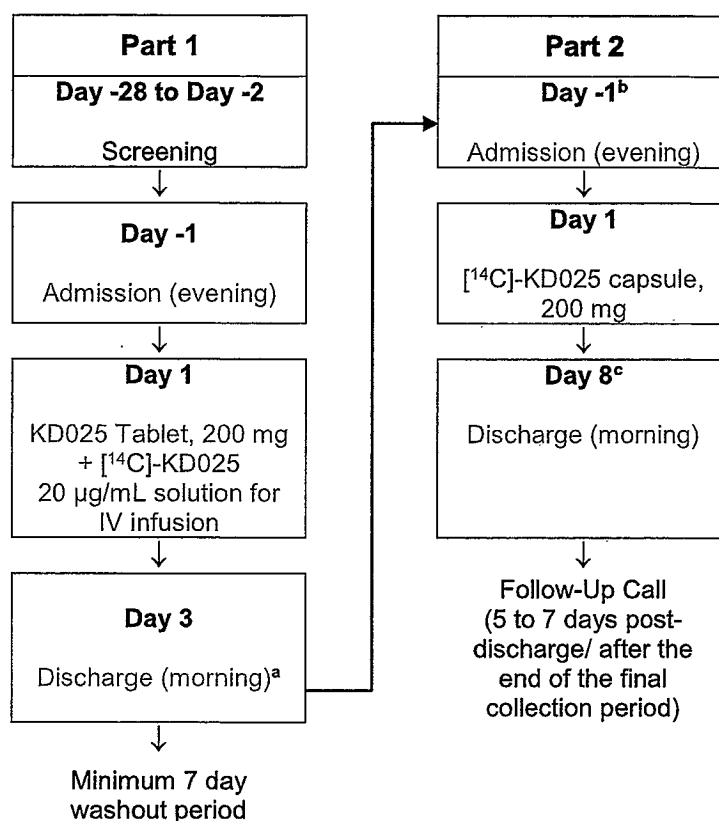 Part 1
Day -28 to Day -2
Screening
↓
Day -1
Admission (evening)
↓
Day 1
KD025 Tablet, 200 mg
+ [¹⁴C]-KD025
20 µg/mL solution for
IV infusion
↓
Day 3
Discharge (morning)ᵃ
↓
Minimum 7 day
washout period
Part 2
Day -1ᵇ
Admission (evening)
↓
Day 1
[¹⁴C]-KD025 capsule,
200 mg
↓
Day 8ᶜ
Discharge (morning)
↓
Follow-Up Call
(5 to 7 days post-
discharge/ after the
end of the final
collection period)